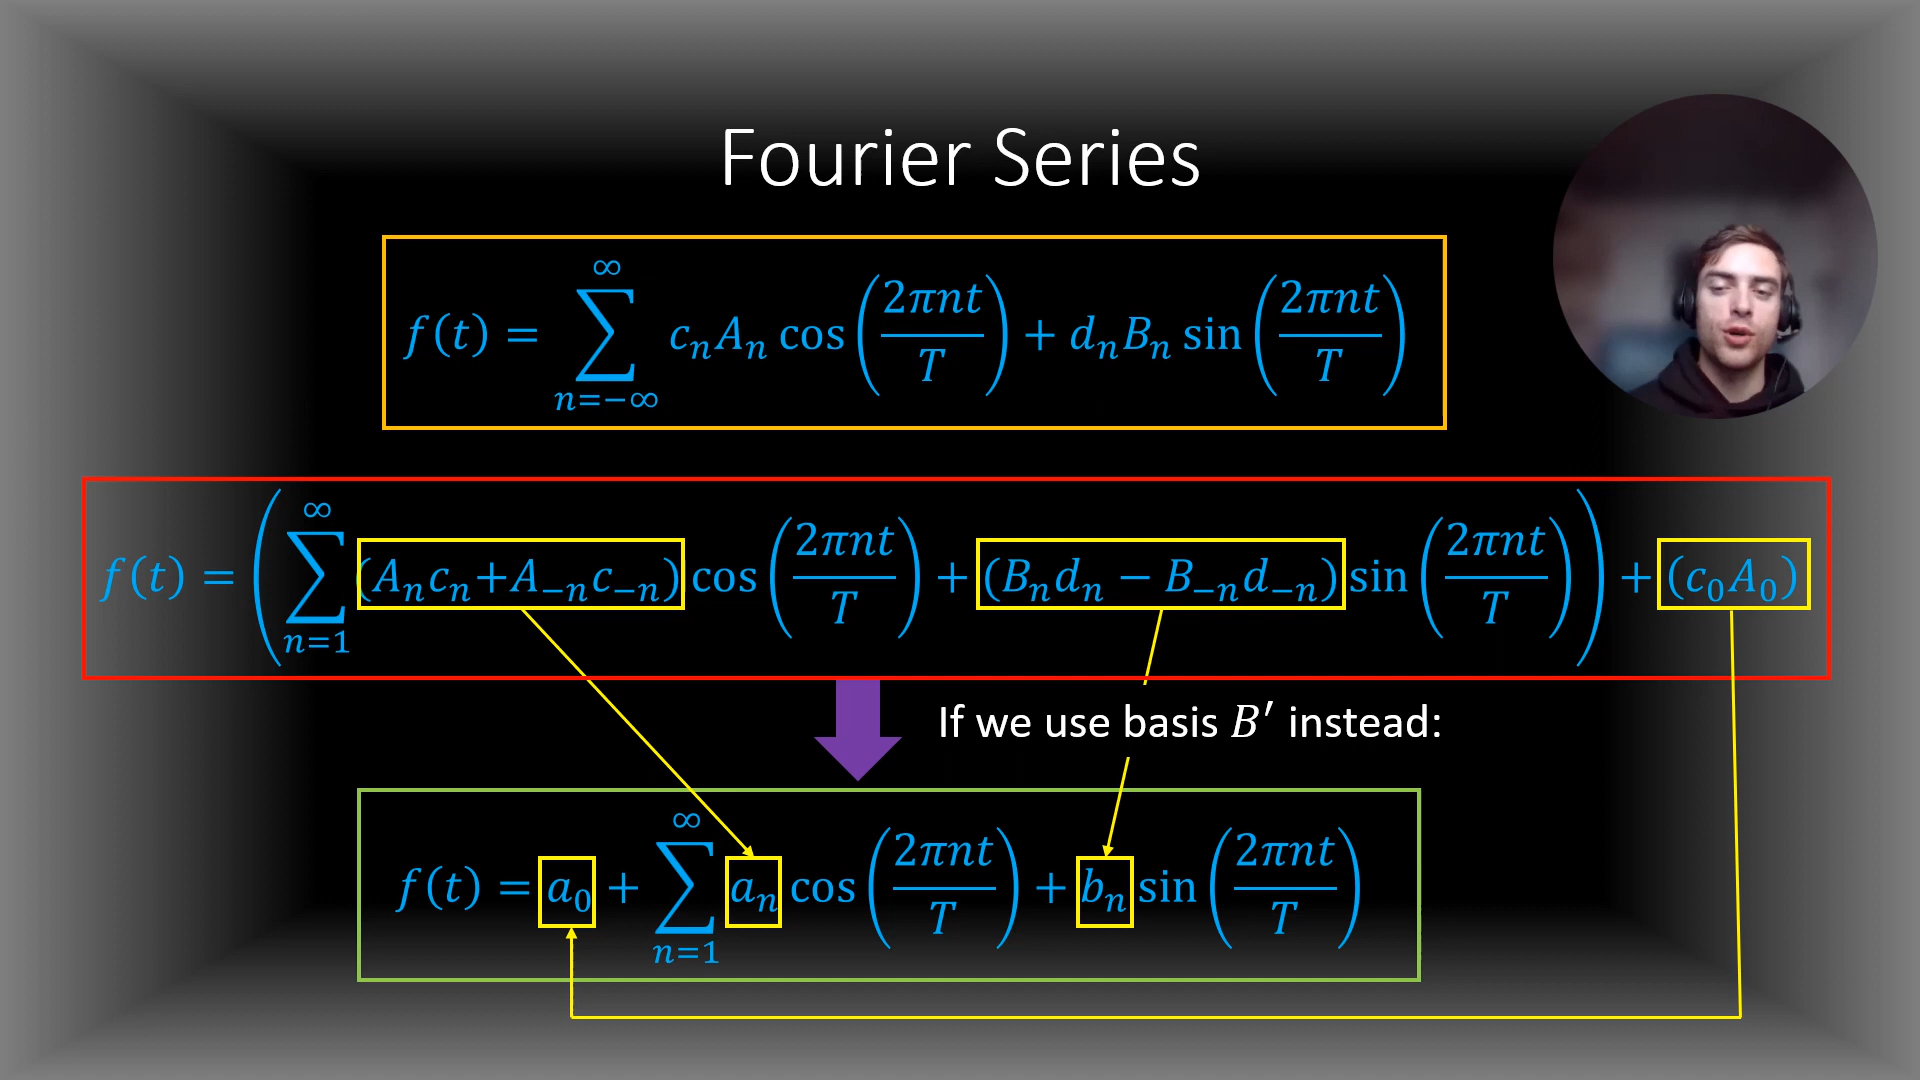 Fourier Series
f(t) = ∑_{n=-∞}^{∞} c_n A_n cos(2πnt/T) + d_n B_n sin(2πnt/T)
f(t) = (∑_{n=1}^{∞} (A_n c_n+A_{-n} c_{-n}) cos(2πnt/T) + (B_n d_n − B_{-n} d_{-n}) sin(2πnt/T)) + (c_0 A_0)
If we use basis B′ instead:
f(t) = a_0 + ∑_{n=1}^{∞} a_n cos(2πnt/T) + b_n sin(2πnt/T)